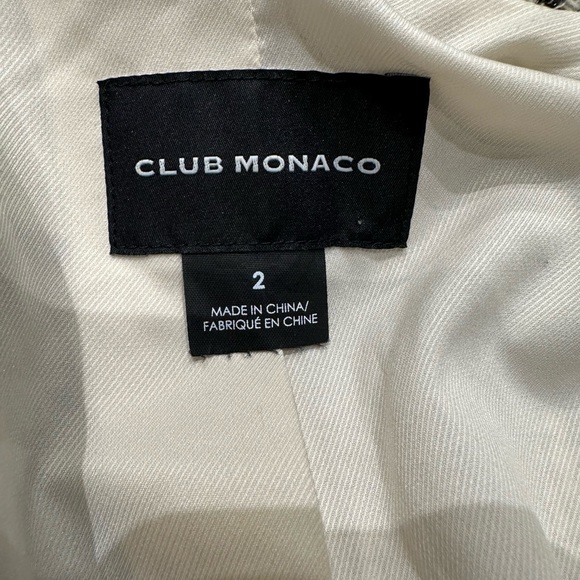 CLUB MONACO
2
MADE IN CHINA/
FABRIQUÉ EN CHINE